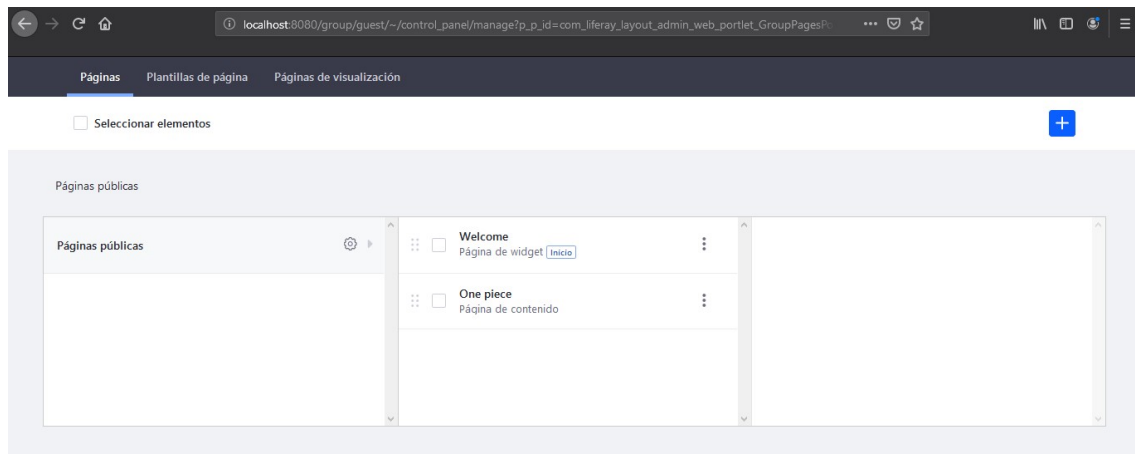 localhost:8080/group/guest/~/control_panel/manage?p_p_id=com_liferay_layout_admin_web_portlet_GroupPagesPo
Páginas Plantillas de página Páginas de visualización
Seleccionar elementos
Páginas públicas
Páginas públicas
Welcome
Página de widget Inicio
One piece
Página de contenido